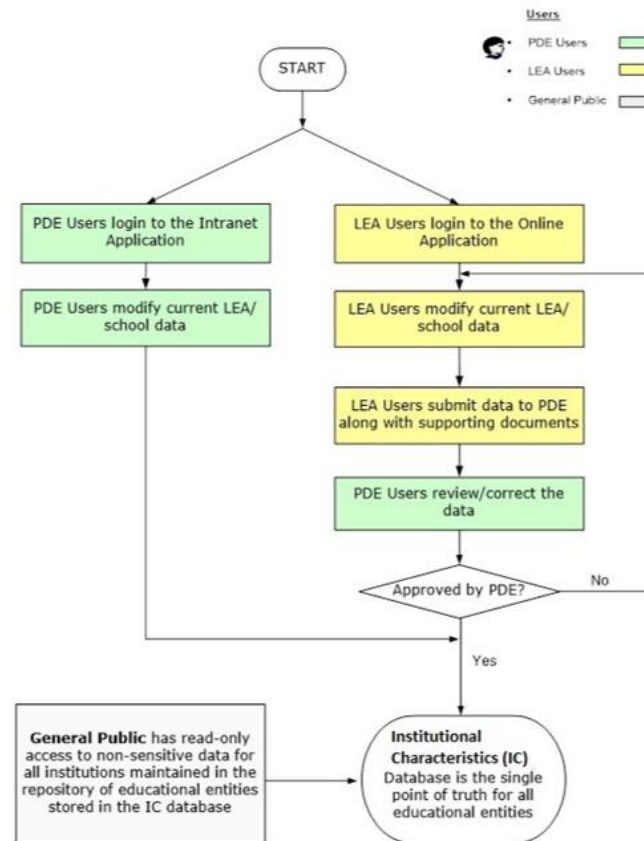 Users
• PDE Users
• LEA Users
• General Public
START
PDE Users login to the Intranet
Application
LEA Users login to the Online
Application
PDE Users modify current LEA/
school data
LEA Users modify current LEA/
school data
LEA Users submit data to PDE
along with supporting documents
PDE Users review/correct the
data
Approved by PDE?
No
Yes
General Public has read-only
access to non-sensitive data for
all institutions maintained in the
repository of educational entities
stored in the IC database
Institutional
Characteristics (IC)
Database is the single
point of truth for all
educational entities